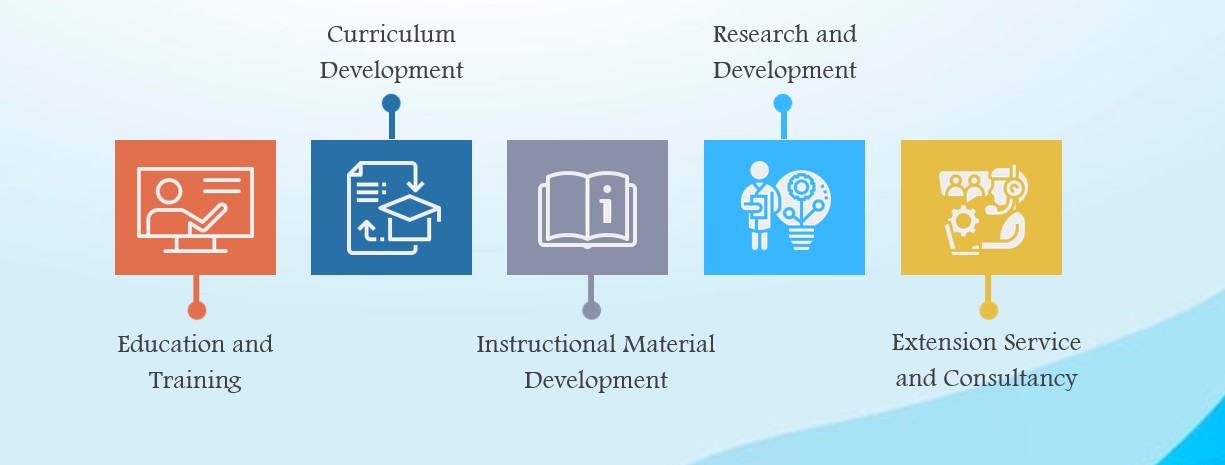 Curriculum
Development
Research and
Development
Education and
Training
Instructional Material
Development
Extension Service
and Consultancy